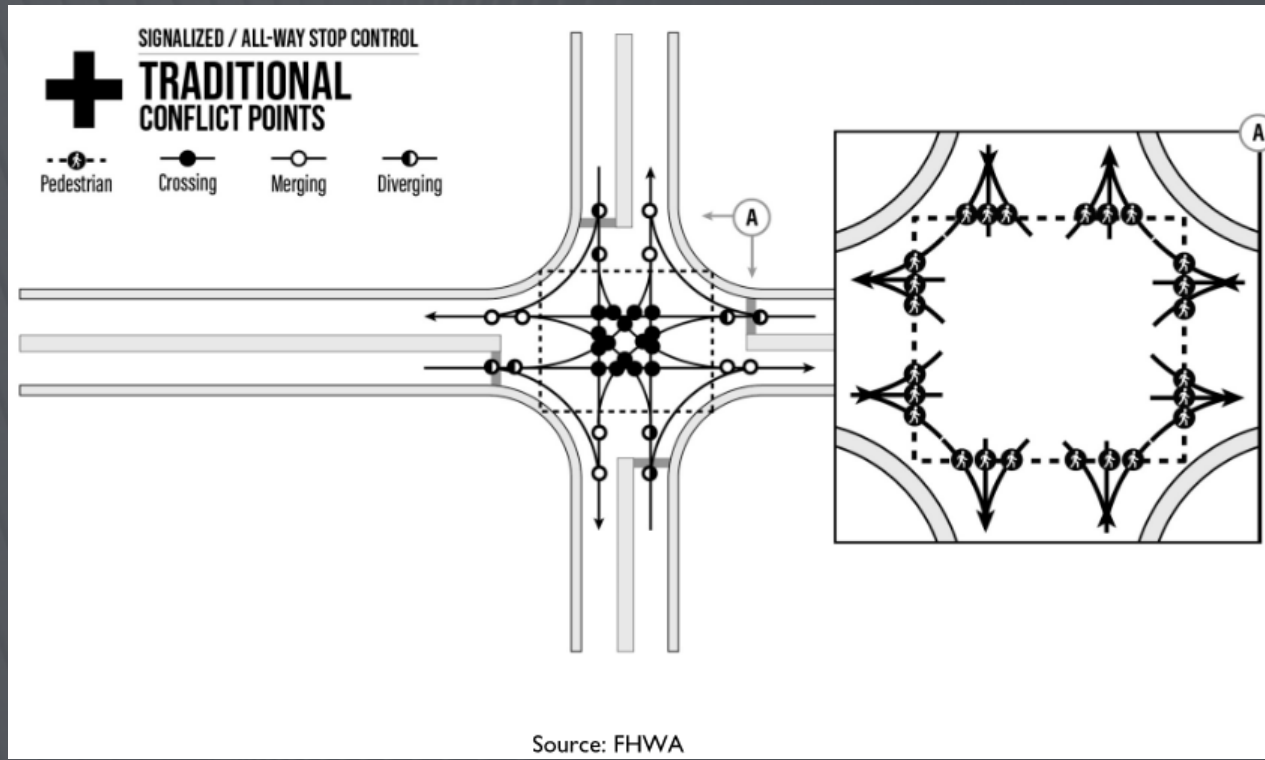 SIGNALIZED / ALL-WAY STOP CONTROL
TRADITIONAL
CONFLICT POINTS
Pedestrian
Crossing
Merging
Diverging
A
A
Source: FHWA